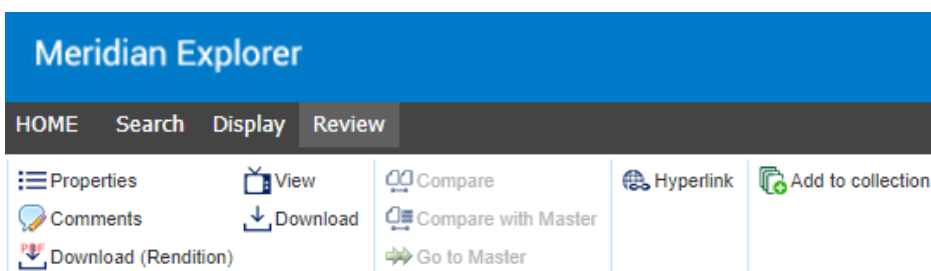 Meridian Explorer
HOME Search Display Review
Properties View Compare Hyperlink Add to collection
Comments Download Compare with Master
PDF Download (Rendition) Go to Master